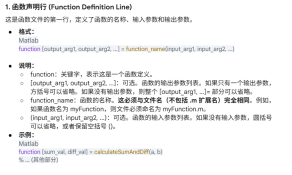 1. 函数声明行 (Function Definition Line)
这是函数文件的第一行，定义了函数的名称、输入参数和输出参数。
• 格式：
Matlab
function [output_arg1, output_arg2, ...] = function_name(input_arg1, input_arg2, ...)
• 说明：
○ function：关键字，表示这是一个函数定义。
○ [output_arg1, output_arg2, ...]：可选。函数的输出参数列表。如果只有一个输出参数，
方括号可以省略。如果没有输出参数，则整个 [output_arg1, ...]= 部分可以省略。
○ function_name：函数的名称。这必须与文件名（不包括 .m 扩展名）完全相同。例如，
如果函数名为 myFunction，则文件必须命名为 myFunction.m。
○ (input_arg1, input_arg2, ...)：可选。函数的输入参数列表。如果没有输入参数，圆括号
可以省略，或者保留空括号 ()。
• 示例：
Matlab
function [sum_val, diff_val] = calculateSumAndDiff(a, b)
% ... (其他部分)